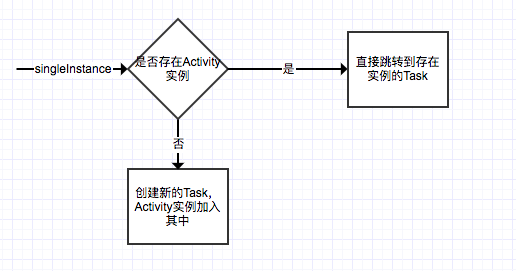 singleInstance
是否存在Activity
实例
是
直接跳转到存在
实例的Task
否
创建新的Task,
Activity实例加入
其中